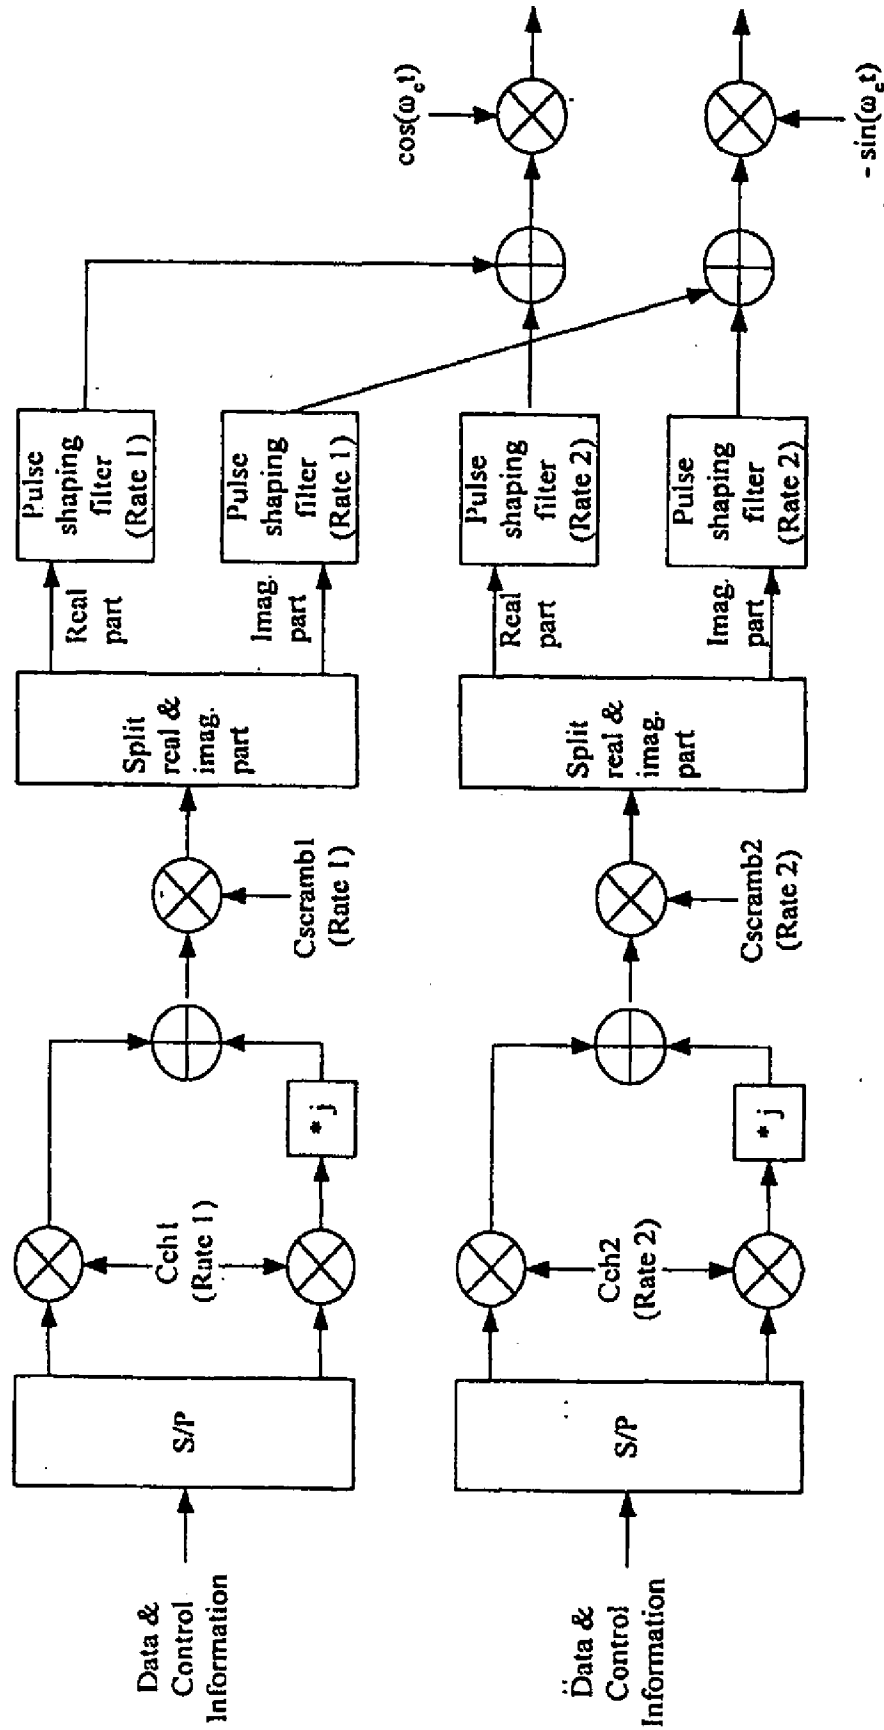 Data &
Control
Information
S/P
Cch1
(Rate 1)
* j
Cscramb1
(Rate 1)
Split
real &
imag.
part
Real
part
Imag.
part
Pulse
shaping
filter
(Rate 1)
Pulse
shaping
filter
(Rate 1)
cos(ω_c t)
Data &
Control
Information
S/P
Cch2
(Rate 2)
* j
Cscramb2
(Rate 2)
Split
real &
imag.
part
Real
part
Imag.
part
Pulse
shaping
filter
(Rate 2)
Pulse
shaping
filter
(Rate 2)
- sin(ω_c t)